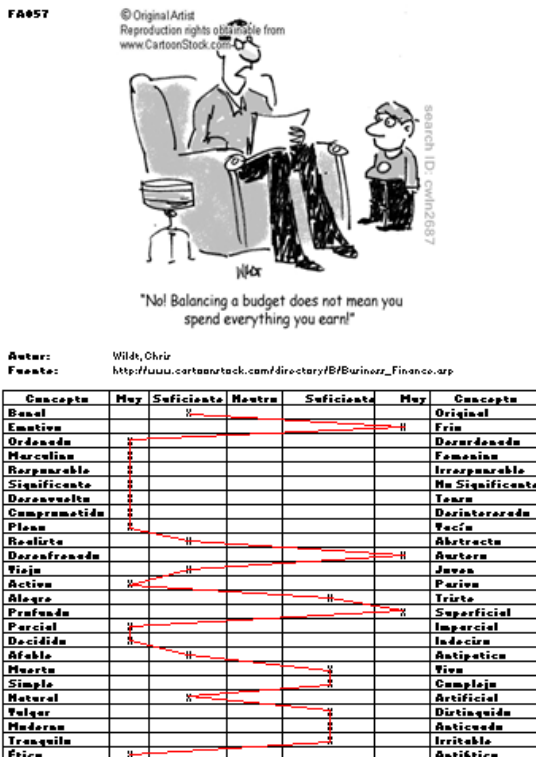 FA057
© Original Artist
Reproduction rights obtainable from
www.CartoonStock.com
search ID: cwln2687
"No! Balancing a budget does not mean you
spend everything you earn!"
Autor: Wildt, Chris
Fuente: http://www.cartoonstock.com/directory/B/Business_Finance.asp
Concepto Muy Suficiente Neutro Suficiente Muy Concepto
Banal X Original
Emotivo X Frio
Ordenado X Desordenado
Masculino X Femenino
Responsable X Irresponsable
Significante X No Significante
Desenvuelto X Tenso
Comprometido X Desinteresado
Pleno X Vacío
Realista X Abstracto
Desenfrenado X Austero
Viejo X Joven
Activo X Pasivo
Alegre X Triste
Profundo X Superficial
Parcial X Imparcial
Decidido X Indeciso
Afable X Antipatico
Muerto X Vivo
Simple X Complejo
Natural X Artificial
Vulgar X Distinguido
Moderno X Anticuado
Tranquilo X Irritable
Ético X Antiético